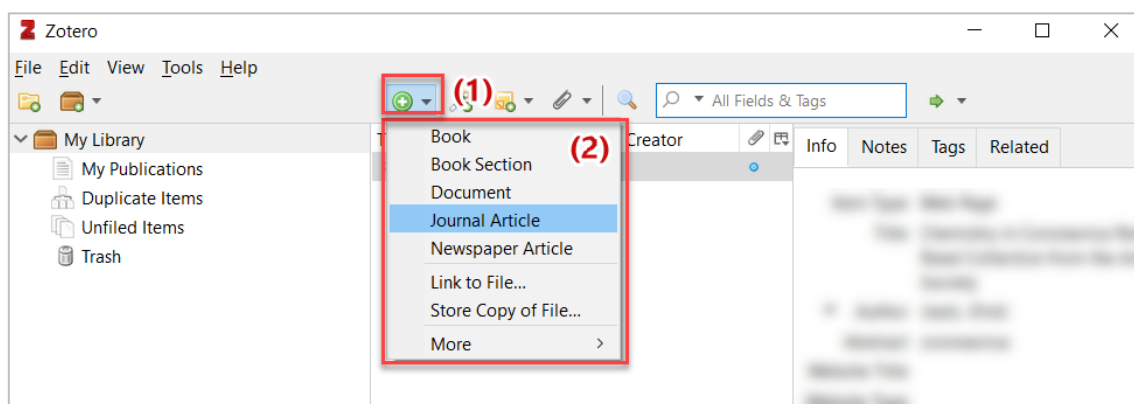 Zotero
File Edit View Tools Help
(1)
All Fields & Tags
My Library
My Publications
Duplicate Items
Unfiled Items
Trash
Creator
Book
(2)
Book Section
Document
Journal Article
Newspaper Article
Link to File...
Store Copy of File...
More
Info Notes Tags Related